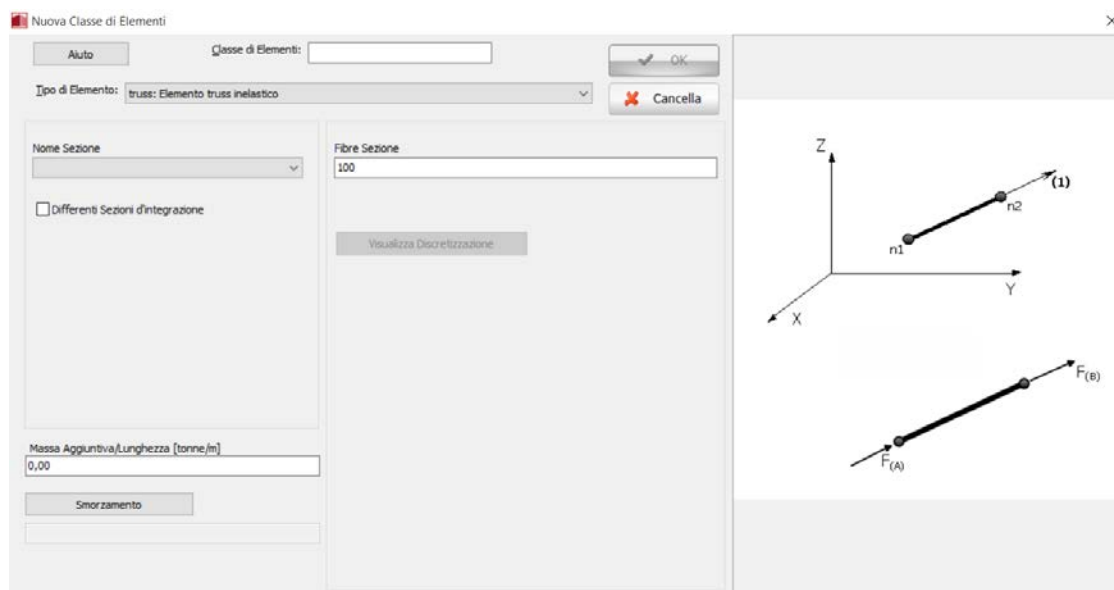 Nuova Classe di Elementi
Aiuto
Classe di Elementi:
OK
Tipo di Elemento:
truss: Elemento truss inelastico
Cancella
Nome Sezione
Fibre Sezione
100
Differenti Sezioni d'integrazione
Visualizza Discretizzazione
Massa Aggiuntiva/Lunghezza [tonne/m]
0,00
Smorzamento
Z
(1)
n2
n1
Y
X
F(B)
F(A)